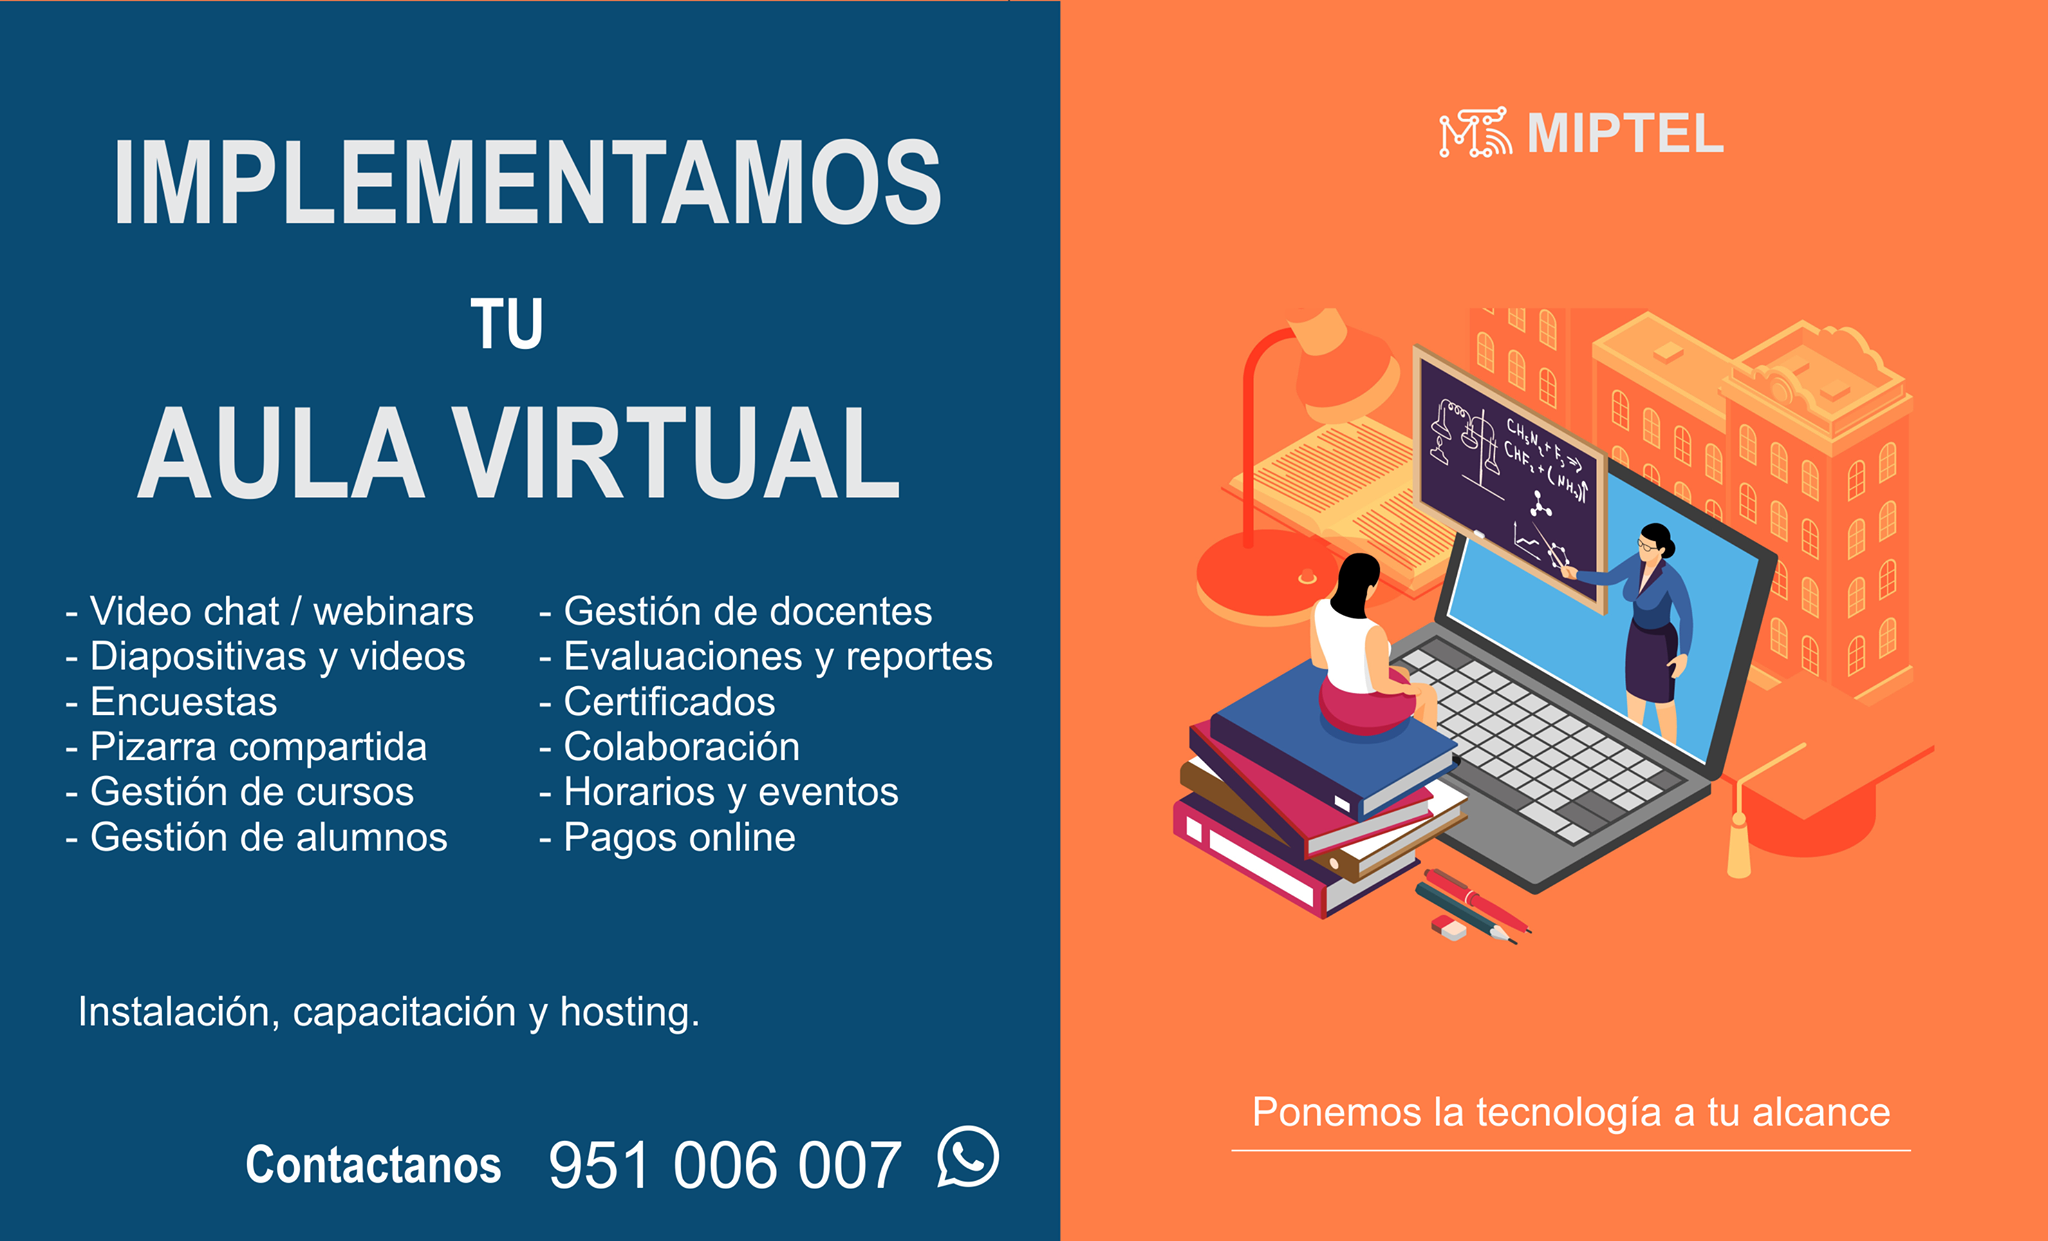 IMPLEMENTAMOS
TU
AULA VIRTUAL
- Video chat / webinars
- Diapositivas y videos
- Encuestas
- Pizarra compartida
- Gestión de cursos
- Gestión de alumnos
- Gestión de docentes
- Evaluaciones y reportes
- Certificados
- Colaboración
- Horarios y eventos
- Pagos online
Instalación, capacitación y hosting.
Contactanos 951 006 007
MIPTEL
Ponemos la tecnología a tu alcance